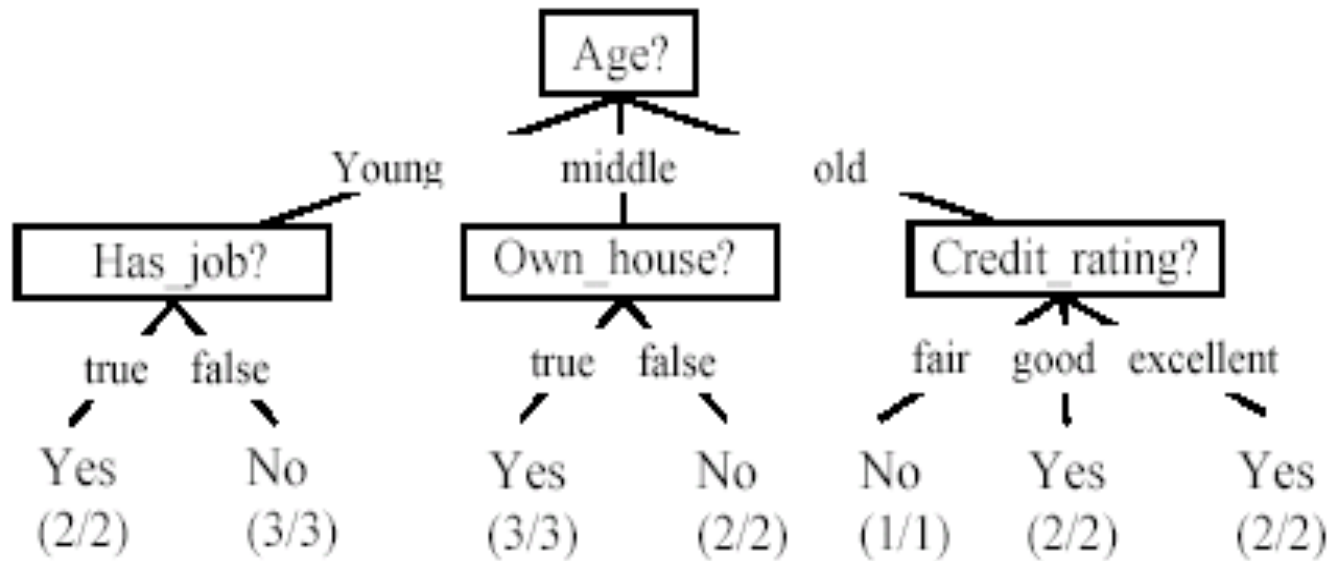 Age?
Young middle old
Has_job? Own_house? Credit_rating?
true false true false fair good excellent
Yes No Yes No No Yes Yes
(2/2) (3/3) (3/3) (2/2) (1/1) (2/2) (2/2)